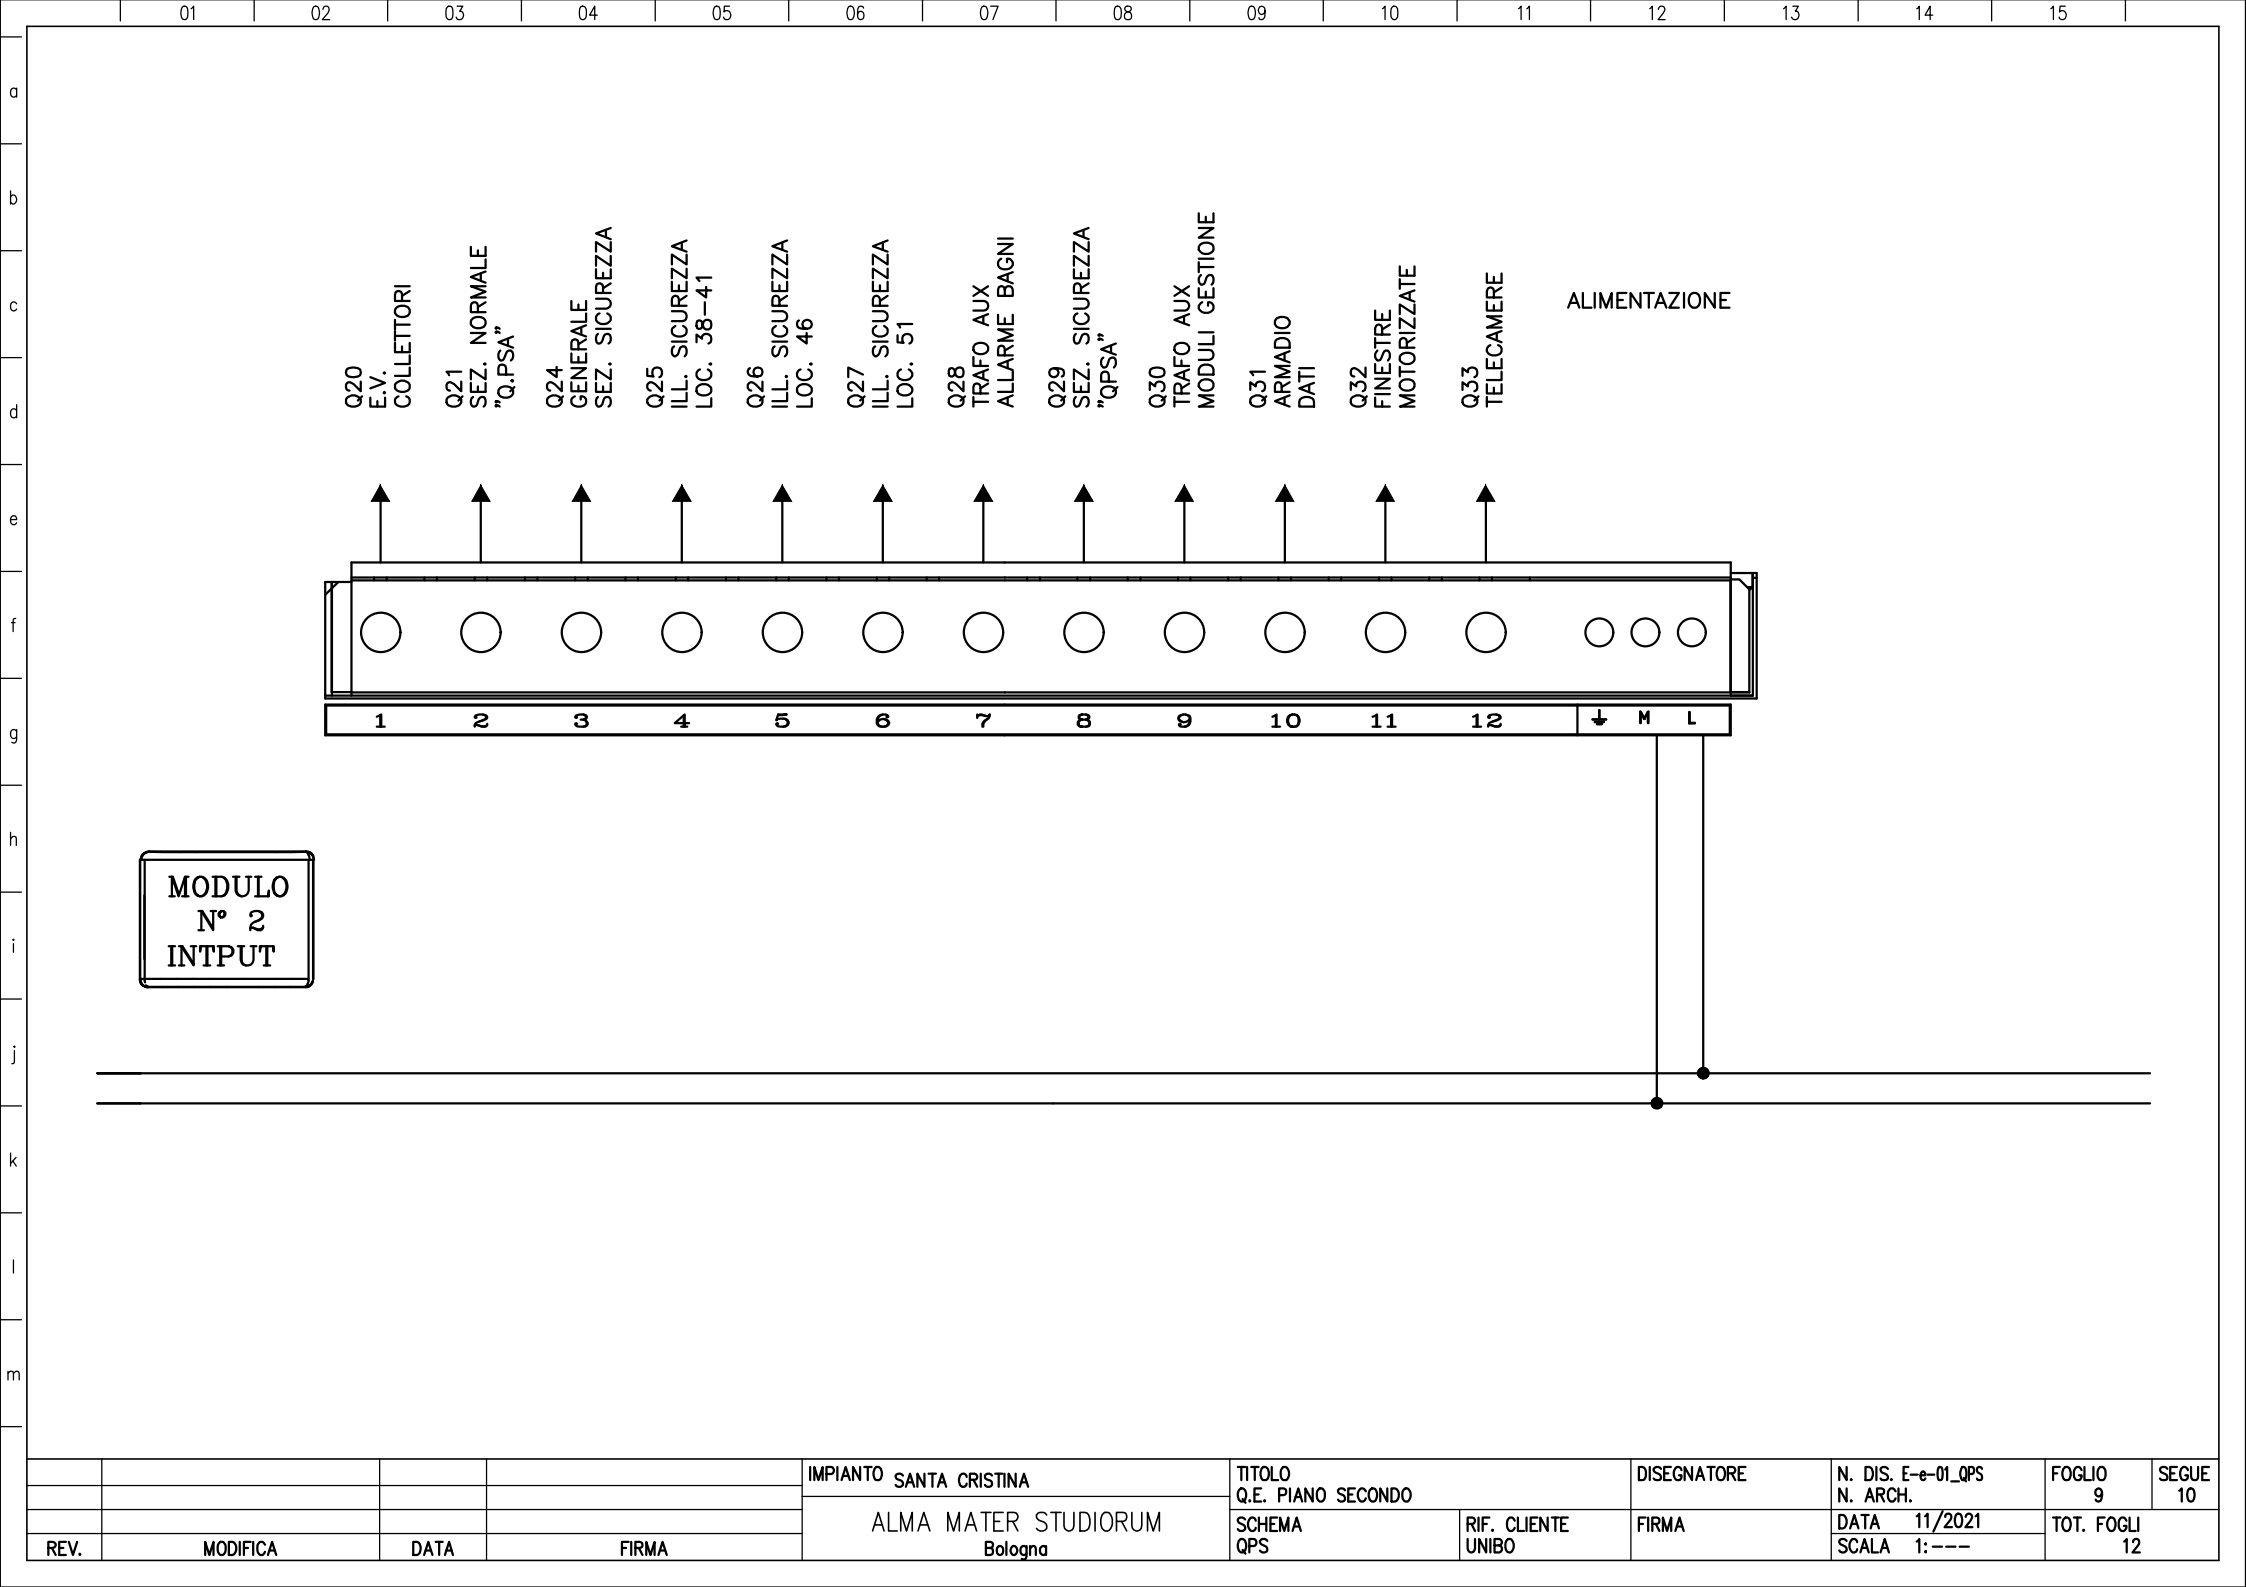 01 02 03 04 05 06 07 08 09 10 11 12 13 14 15
a
b
c
d
e
f
g
h
i
j
k
l
m
Q20
E.V.
COLLETTORI
Q21
SEZ. NORMALE
"Q.PSA"
Q24
GENERALE
SEZ. SICUREZZA
Q25
ILL. SICUREZZA
LOC. 38-41
Q26
ILL. SICUREZZA
LOC. 46
Q27
ILL. SICUREZZA
LOC. 51
Q28
TRAFO AUX
ALLARME BAGNI
Q29
SEZ. SICUREZZA
"QPSA"
Q30
TRAFO AUX
MODULI GESTIONE
Q31
ARMADIO
DATI
Q32
FINESTRE
MOTORIZZATE
Q33
TELECAMERE
ALIMENTAZIONE
1 2 3 4 5 6 7 8 9 10 11 12 M L
MODULO
N° 2
INTPUT
REV. MODIFICA DATA FIRMA
IMPIANTO SANTA CRISTINA
ALMA MATER STUDIORUM
Bologna
TITOLO
Q.E. PIANO SECONDO
SCHEMA
QPS
RIF. CLIENTE
UNIBO
DISEGNATORE
FIRMA
N. DIS. E-e-01_QPS
N. ARCH.
DATA 11/2021
SCALA 1:---
FOGLIO
9
SEGUE
10
TOT. FOGLI
12